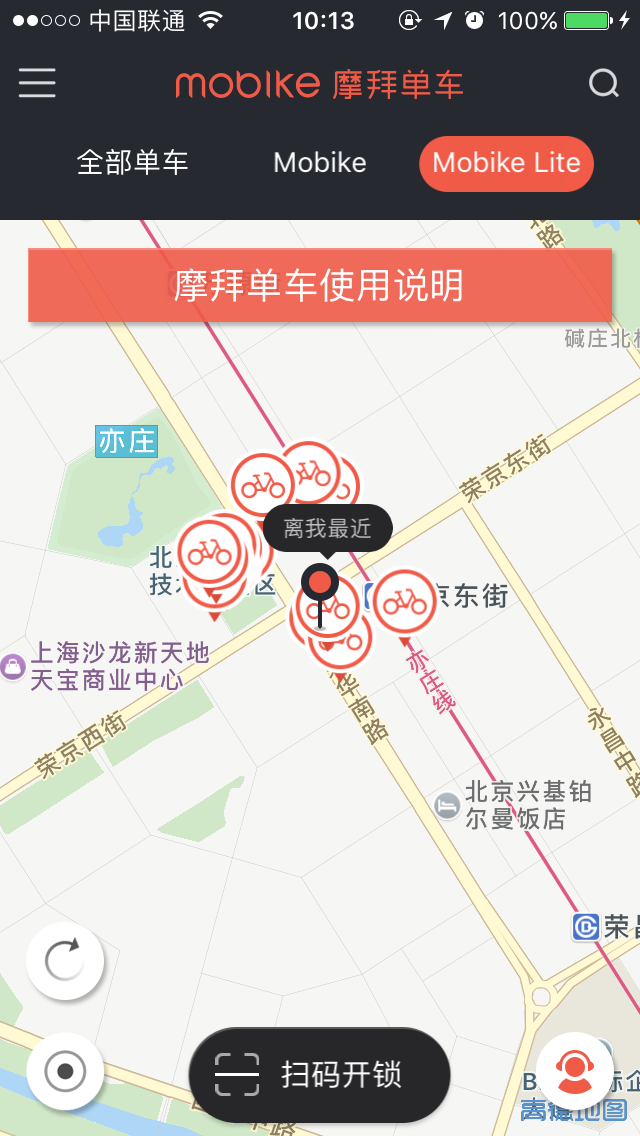 中国联通 10:13 100%
mobike 摩拜单车
全部单车 Mobike Mobike Lite
摩拜单车使用说明
碱庄北
亦庄
荣京东街
离我最近
京东街
上海沙龙新天地
天宝商业中心
亦庄线
华南路
荣京西街
永昌中路
北京兴基铂
尔曼饭店
荣昌
扫码开锁
高德地图